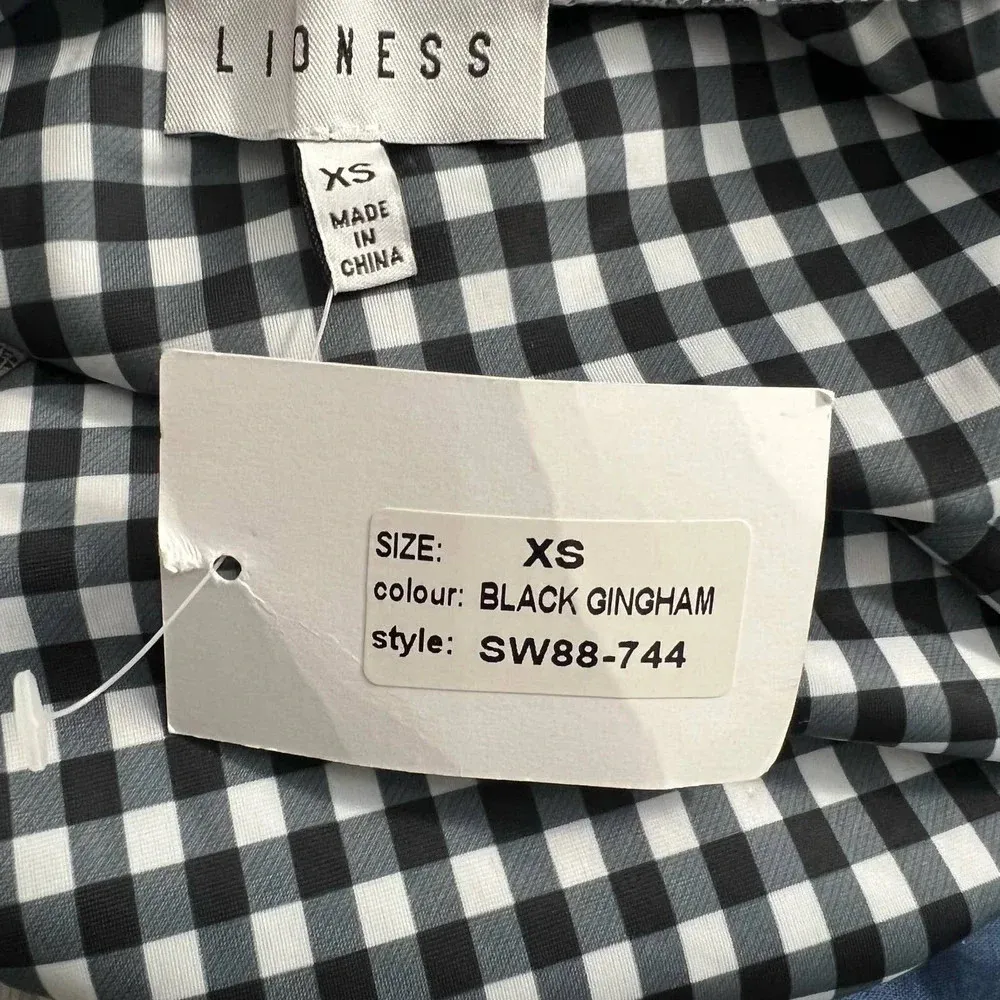 LIONESS
XS
MADE
IN
CHINA
SIZE: XS
colour: BLACK GINGHAM
style: SW88-744